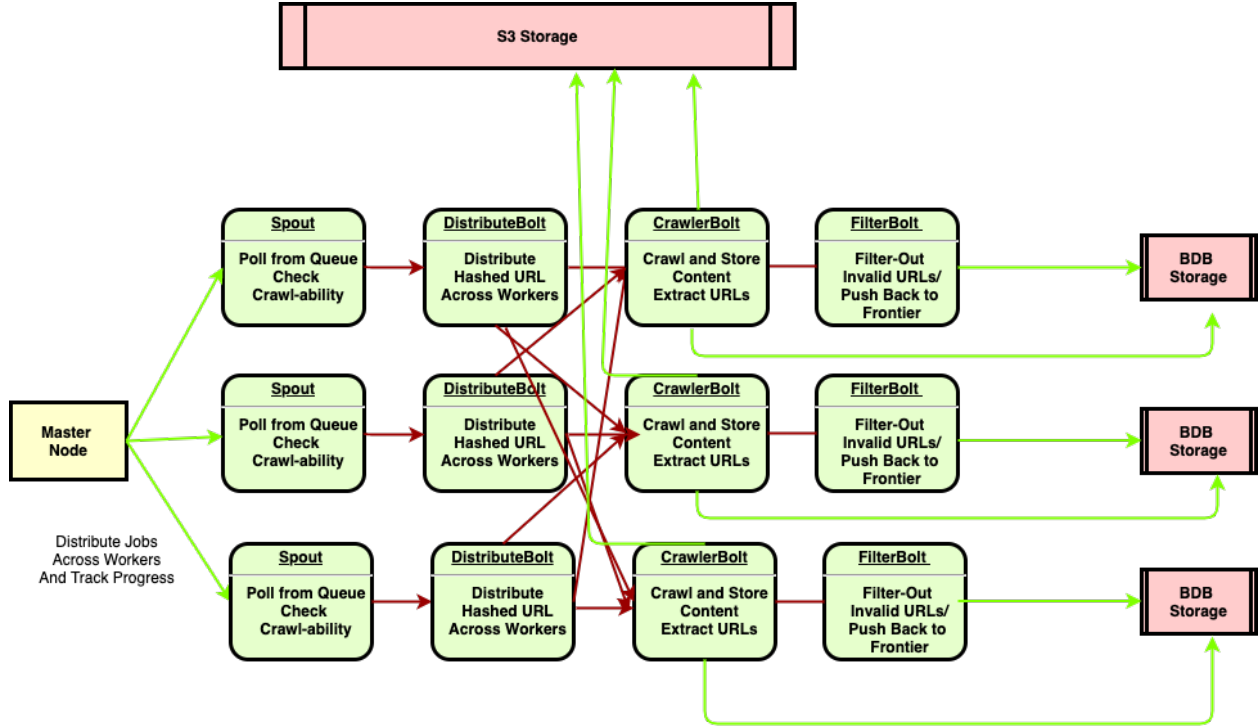 S3 Storage
Spout
Poll from Queue
Check
Crawl-ability
DistributeBolt
Distribute
Hashed URL
Across Workers
CrawlerBolt
Crawl and Store
Content
Extract URLs
FilterBolt
Filter-Out
Invalid URLs/
Push Back to
Frontier
BDB
Storage
Master
Node
Spout
Poll from Queue
Check
Crawl-ability
DistributeBolt
Distribute
Hashed URL
Across Workers
CrawlerBolt
Crawl and Store
Content
Extract URLs
FilterBolt
Filter-Out
Invalid URLs/
Push Back to
Frontier
BDB
Storage
Distribute Jobs
Across Workers
And Track Progress
Spout
Poll from Queue
Check
Crawl-ability
DistributeBolt
Distribute
Hashed URL
Across Workers
CrawlerBolt
Crawl and Store
Content
Extract URLs
FilterBolt
Filter-Out
Invalid URLs/
Push Back to
Frontier
BDB
Storage